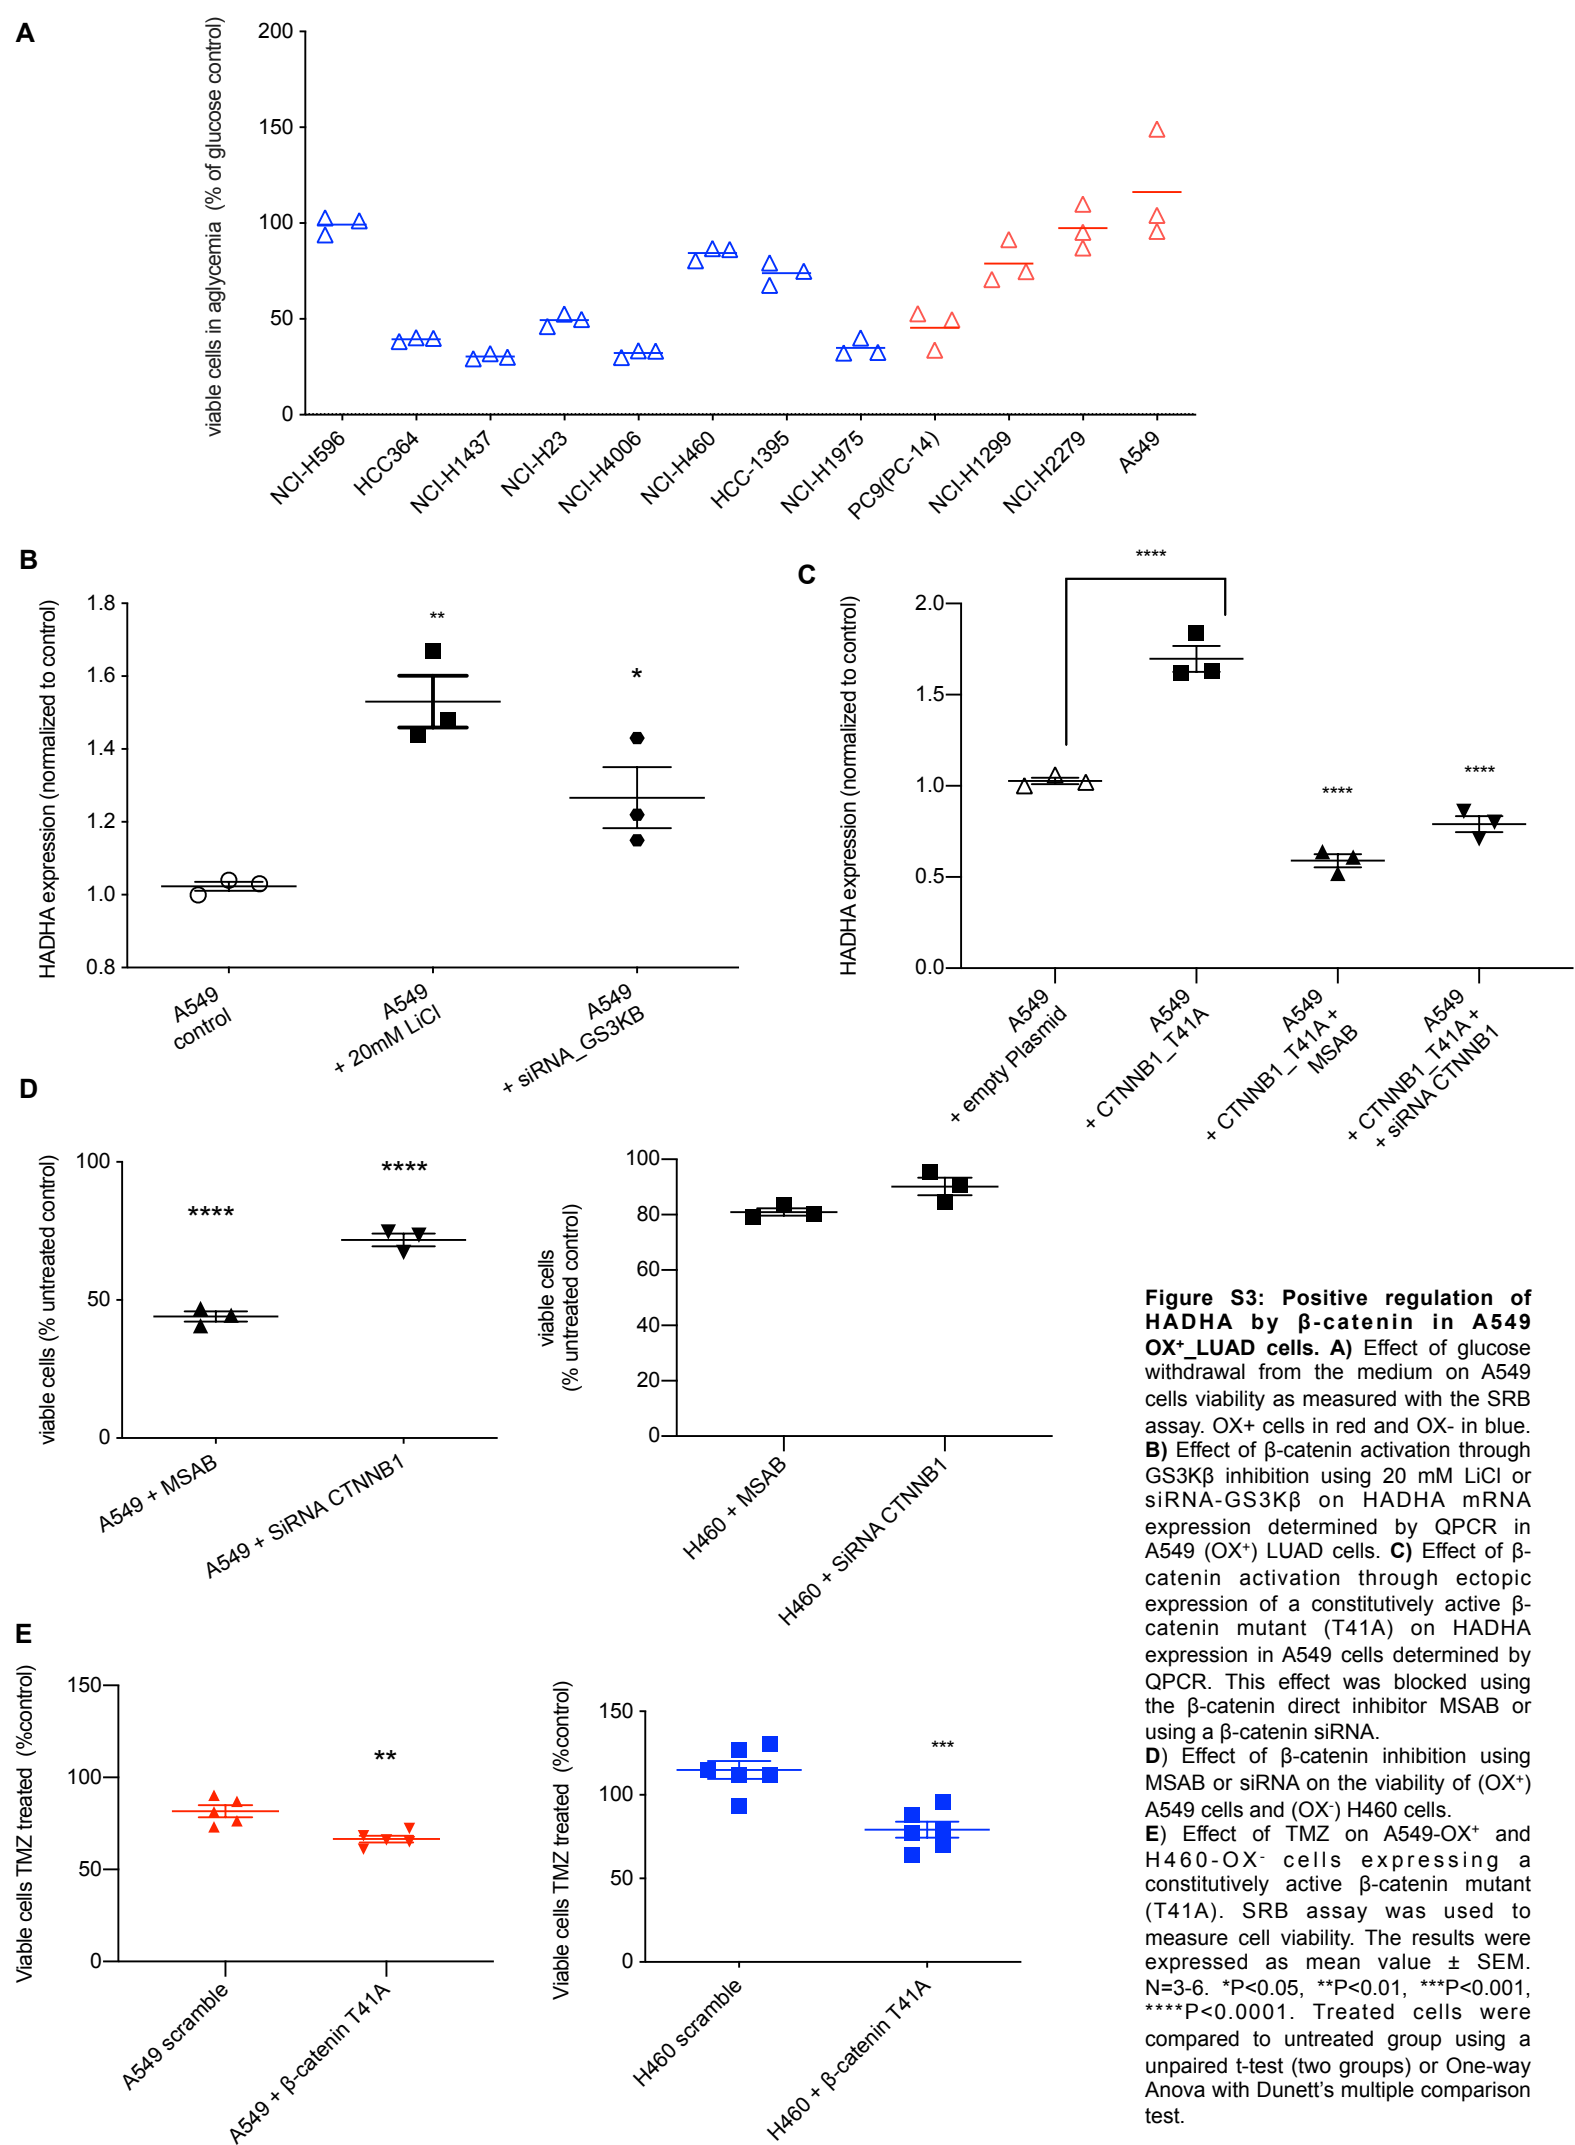 A
viable cells in aglycemia (% of glucose control)
200
150
100
50
0
NCI-H596
HCC364
NCI-H1437
NCI-H23
NCI-H4006
NCI-H460
HCC-1395
NCI-H1975
PC9(PC-14)
NCI-H1299
NCI-H2279
A549
B
HADHA expression (normalized to control)
1.8
1.6
1.4
1.2
1.0
0.8
**
*
A549
control
A549
+ 20mM LiCl
A549
+ siRNA_GS3KB
C
HADHA expression (normalized to control)
2.0
1.5
1.0
0.5
0.0
****
****
****
A549
+ empty Plasmid
A549
+ CTNNB1_T41A
A549
+ CTNNB1_T41A +
MSAB
A549
+ CTNNB1_T41A +
+ siRNA CTNNB1
D
viable cells (% untreated control)
100
50
0
****
****
A549 + MSAB
A549 + SiRNA CTNNB1
viable cells
(% untreated control)
100
80
60
40
20
0
H460 + MSAB
H460 + SiRNA CTNNB1
E
Viable cells TMZ treated (%control)
150
100
50
0
**
A549 scramble
A549 + β-catenin T41A
Viable cells TMZ treated (%control)
150
100
50
0
***
H460 scramble
H460 + β-catenin T41A
Figure S3: Positive regulation of
HADHA by β-catenin in A549
OX⁺_LUAD cells. A) Effect of glucose
withdrawal from the medium on A549
cells viability as measured with the SRB
assay. OX+ cells in red and OX- in blue.
B) Effect of β-catenin activation through
GS3Kβ inhibition using 20 mM LiCl or
siRNA-GS3Kβ on HADHA mRNA
expression determined by QPCR in
A549 (OX⁺) LUAD cells. C) Effect of β-
catenin activation through ectopic
expression of a constitutively active β-
catenin mutant (T41A) on HADHA
expression in A549 cells determined by
QPCR. This effect was blocked using
the β-catenin direct inhibitor MSAB or
using a β-catenin siRNA.
D) Effect of β-catenin inhibition using
MSAB or siRNA on the viability of (OX⁺)
A549 cells and (OX⁻) H460 cells.
E) Effect of TMZ on A549-OX⁺ and
H460-OX⁻ cells expressing a
constitutively active β-catenin mutant
(T41A). SRB assay was used to
measure cell viability. The results were
expressed as mean value ± SEM.
N=3-6. *P<0.05, **P<0.01, ***P<0.001,
****P<0.0001. Treated cells were
compared to untreated group using a
unpaired t-test (two groups) or One-way
Anova with Dunett's multiple comparison
test.